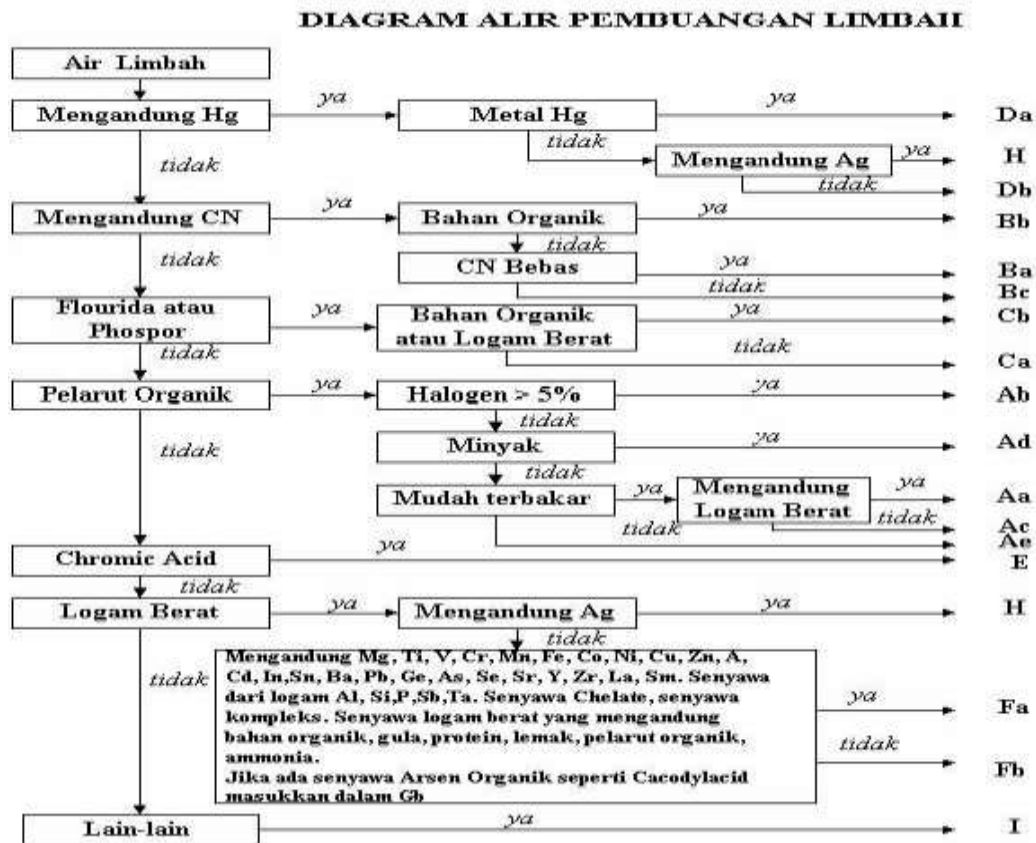 DIAGRAM ALIR PEMBUANGAN LIMBAH
Air Limbah
Mengandung Hg
ya
Metal Hg
ya
Da
tidak
tidak
Mengandung Ag
ya
H
tidak
Db
Mengandung CN
ya
Bahan Organik
ya
Bb
tidak
tidak
CN Bebas
ya
Ba
tidak
Bc
Flourida atau
Phospor
ya
Bahan Organik
atau Logam Berat
ya
Cb
tidak
tidak
Ca
Pelarut Organik
ya
Halogen > 5%
ya
Ab
tidak
tidak
Minyak
ya
Ad
tidak
Mudah terbakar
ya
Mengandung
Logam Berat
ya
Aa
tidak
tidak
Ac
Ae
Chromic Acid
ya
E
tidak
Logam Berat
ya
Mengandung Ag
ya
H
tidak
tidak
Mengandung Mg, Ti, V, Cr, Mn, Fe, Co, Ni, Cu, Zn, A,
Cd, In,Sn, Ba, Pb, Ge, As, Se, Sr, Y, Zr, La, Sm. Senyawa
dari logam Al, Si,P,Sb,Ta. Senyawa Chelate, senyawa
kompleks. Senyawa logam berat yang mengandung
bahan organik, gula, protein, lemak, pelarut organik,
ammonia.
Jika ada senyawa Arsen Organik seperti Cacodylacid
masukkan dalam Gb
ya
Fa
tidak
Fb
Lain-lain
ya
I